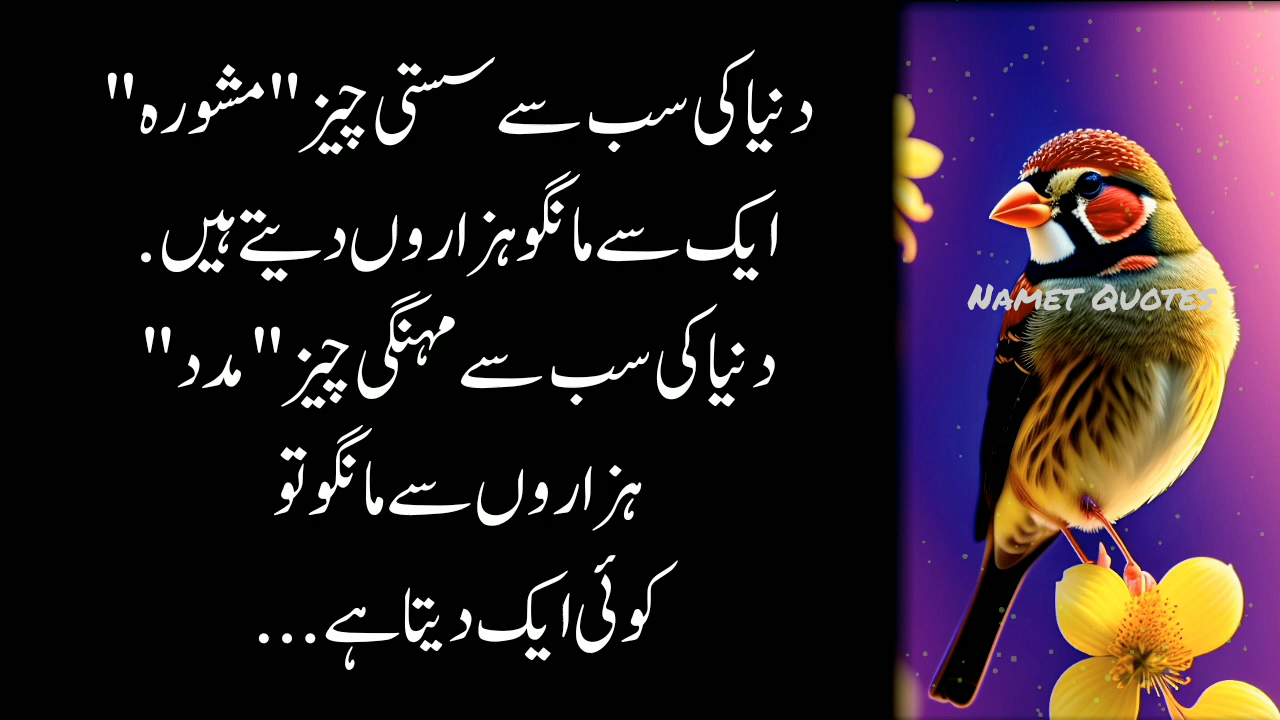 دنیا کی سب سے سستی چیز "مشورہ"
ایک سے مانگو ہزاروں دیتے ہیں.
دنیا کی سب سے مہنگی چیز "مدد"
ہزاروں سے مانگو تو
کوئی ایک دیتا ہے...
Namet Quotes